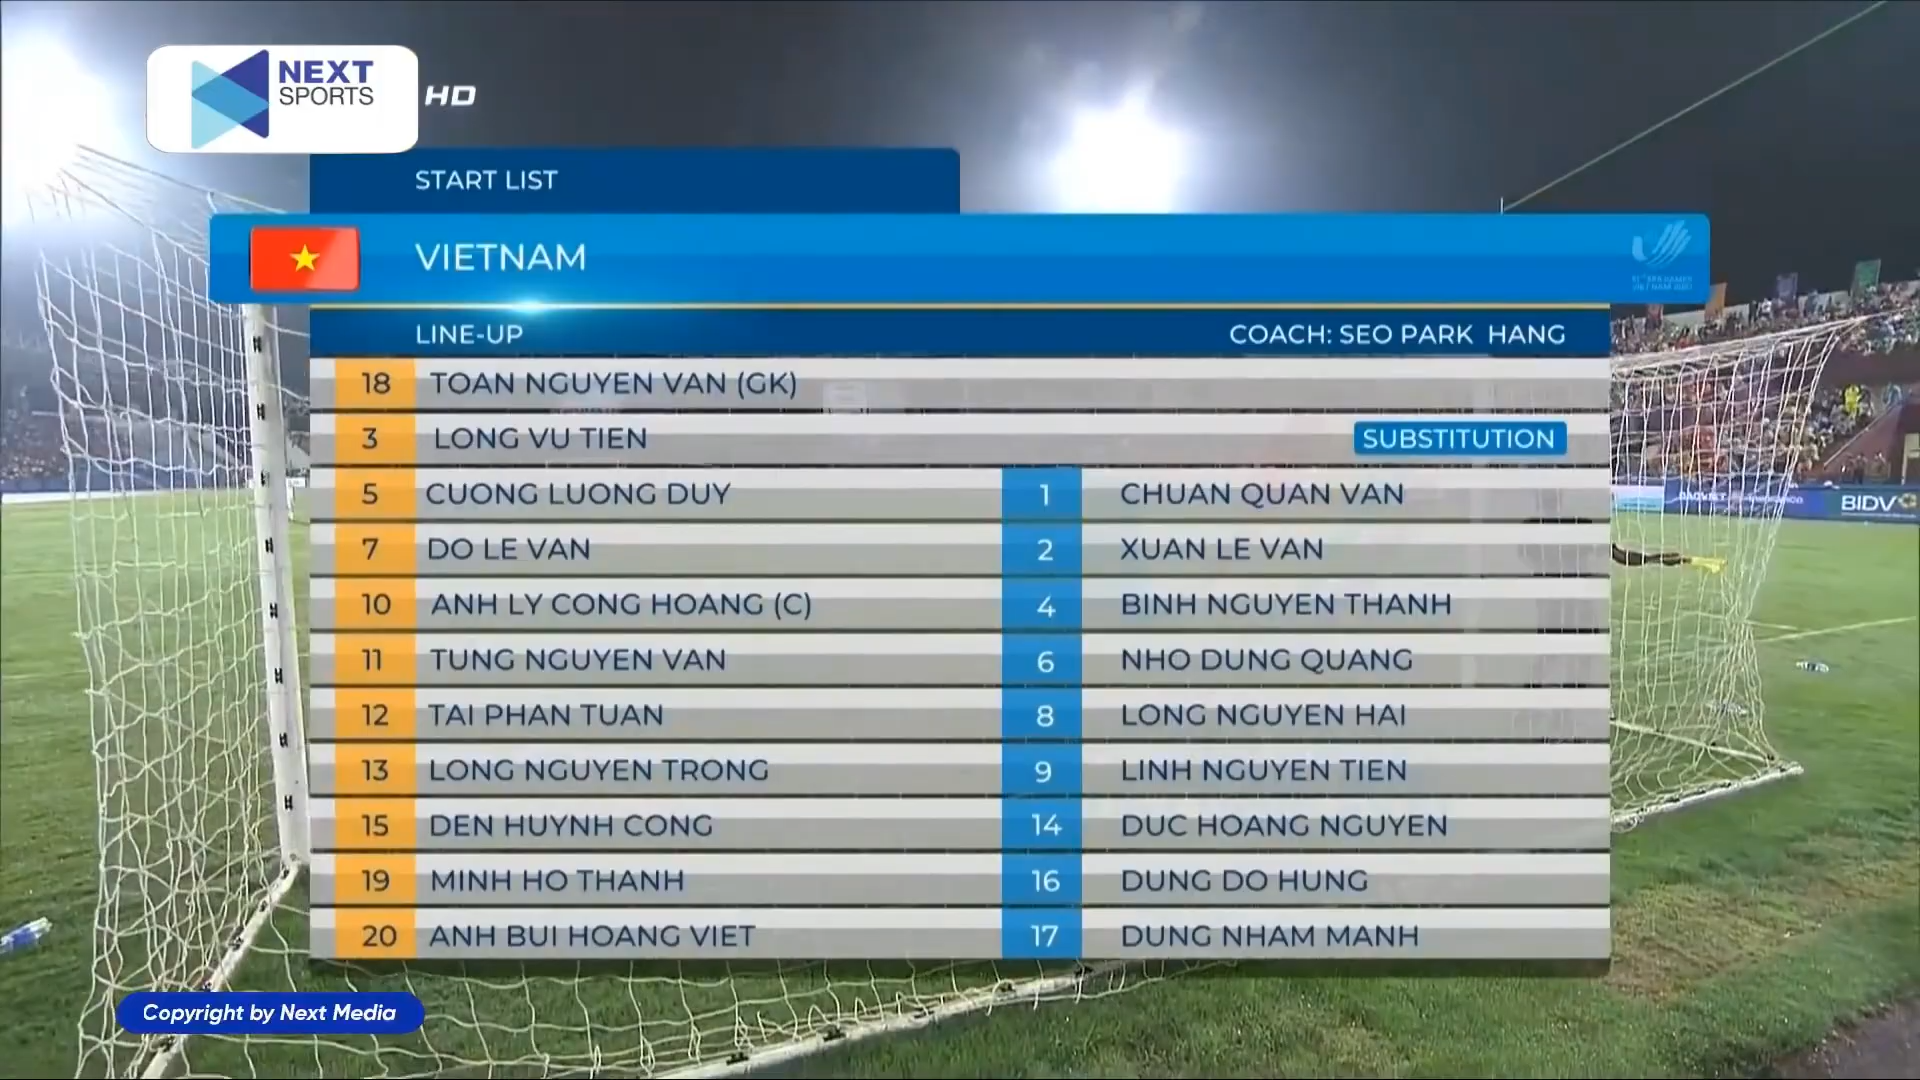 NEXT
SPORTS
HD
START LIST
VIETNAM
LINE-UP
COACH: SEO PARK HANG
18 TOAN NGUYEN VAN (GK)
3 LONG VU TIEN
5 CUONG LUONG DUY
7 DO LE VAN
10 ANH LY CONG HOANG (C)
11 TUNG NGUYEN VAN
12 TAI PHAN TUAN
13 LONG NGUYEN TRONG
15 DEN HUYNH CONG
19 MINH HO THANH
20 ANH BUI HOANG VIET
SUBSTITUTION
1 CHUAN QUAN VAN
2 XUAN LE VAN
4 BINH NGUYEN THANH
6 NHO DUNG QUANG
8 LONG NGUYEN HAI
9 LINH NGUYEN TIEN
14 DUC HOANG NGUYEN
16 DUNG DO HUNG
17 DUNG NHAM MANH
BIDV
Copyright by Next Media